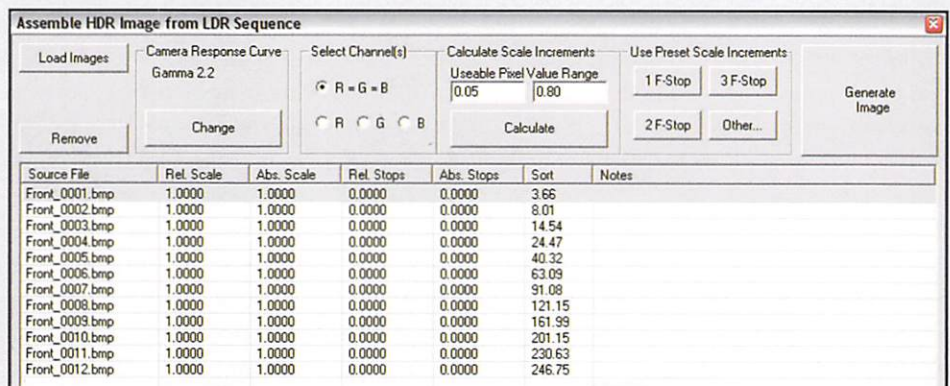 Assemble HDR Image from LDR Sequence
Load Images
Remove
Camera Response Curve
Gamma 2.2
Change
Select Channel(s)
R = G = B
R G B
Calculate Scale Increments
Useable Pixel Value Range
0.05 0.80
Calculate
Use Preset Scale Increments
1 F-Stop 3 F-Stop
2 F-Stop Other...
Generate
Image
Source File Rel. Scale Abs. Scale Rel. Stops Abs. Stops Sort Notes
Front_0001.bmp 1.0000 1.0000 0.0000 0.0000 3.66
Front_0002.bmp 1.0000 1.0000 0.0000 0.0000 8.01
Front_0003.bmp 1.0000 1.0000 0.0000 0.0000 14.54
Front_0004.bmp 1.0000 1.0000 0.0000 0.0000 24.47
Front_0005.bmp 1.0000 1.0000 0.0000 0.0000 40.32
Front_0006.bmp 1.0000 1.0000 0.0000 0.0000 63.09
Front_0007.bmp 1.0000 1.0000 0.0000 0.0000 91.08
Front_0008.bmp 1.0000 1.0000 0.0000 0.0000 121.15
Front_0009.bmp 1.0000 1.0000 0.0000 0.0000 161.99
Front_0010.bmp 1.0000 1.0000 0.0000 0.0000 201.15
Front_0011.bmp 1.0000 1.0000 0.0000 0.0000 230.63
Front_0012.bmp 1.0000 1.0000 0.0000 0.0000 246.75